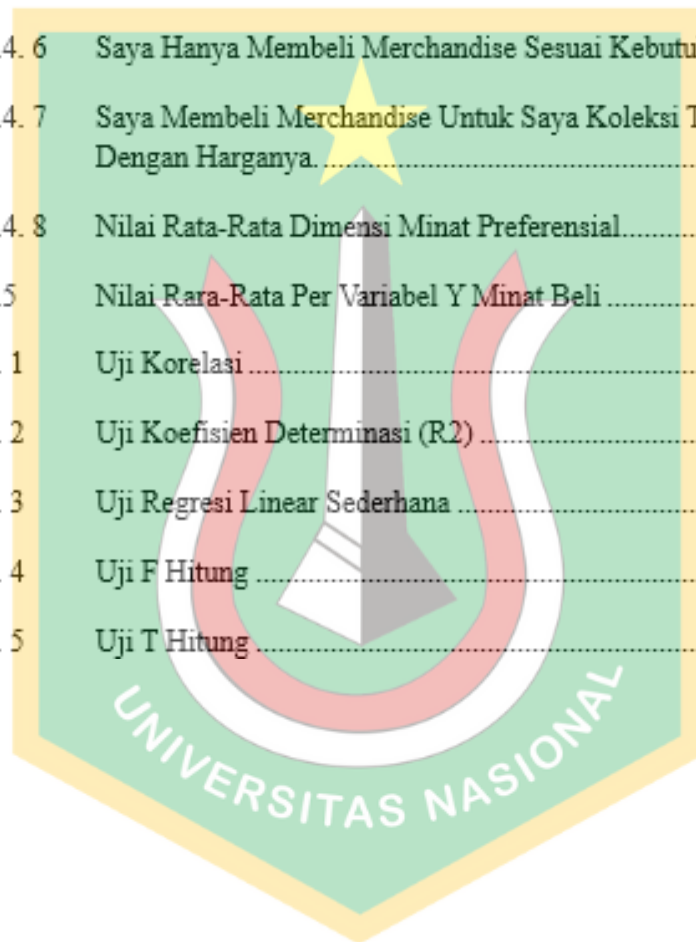 4. 6 Saya Hanya Membeli Merchandise Sesuai
4. 7 Saya Membeli Merchandise Untuk Saya Koleksi
Dengan Harganya. ........................................................
4. 8 Nilai Rata-Rata Dimensi Minat Preferensial............
5 Nilai Rara-Rata Per Variabel Y Minat Beli ..............
1 Uji Korelasi ...................................................................
2 Uji Koefisien Determinasi (R2) ..................................
3 Uji Regresi Linear Sederhana .....................................
4 Uji F Hitung ..................................................................
5 Uji T Hitung ..................................................................
UNIVERSITAS NASIONAL